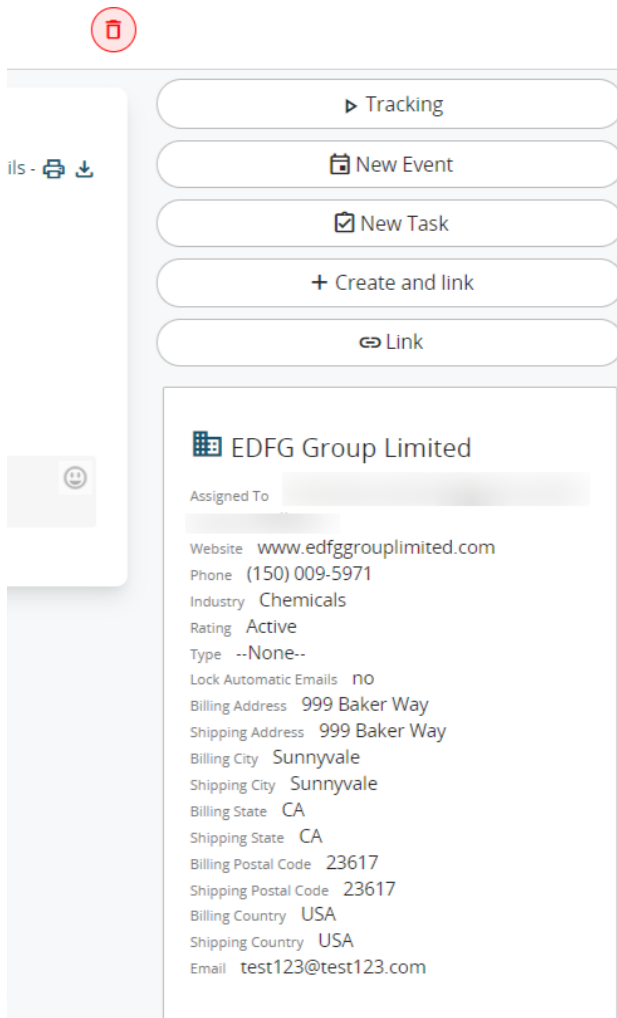 Tracking
ils -
New Event
New Task
+ Create and link
Link
EDFG Group Limited
Assigned To
Website www.edfggrouplimited.com
Phone (150) 009-5971
Industry Chemicals
Rating Active
Type --None--
Lock Automatic Emails no
Billing Address 999 Baker Way
Shipping Address 999 Baker Way
Billing City Sunnyvale
Shipping City Sunnyvale
Billing State CA
Shipping State CA
Billing Postal Code 23617
Shipping Postal Code 23617
Billing Country USA
Shipping Country USA
Email test123@test123.com